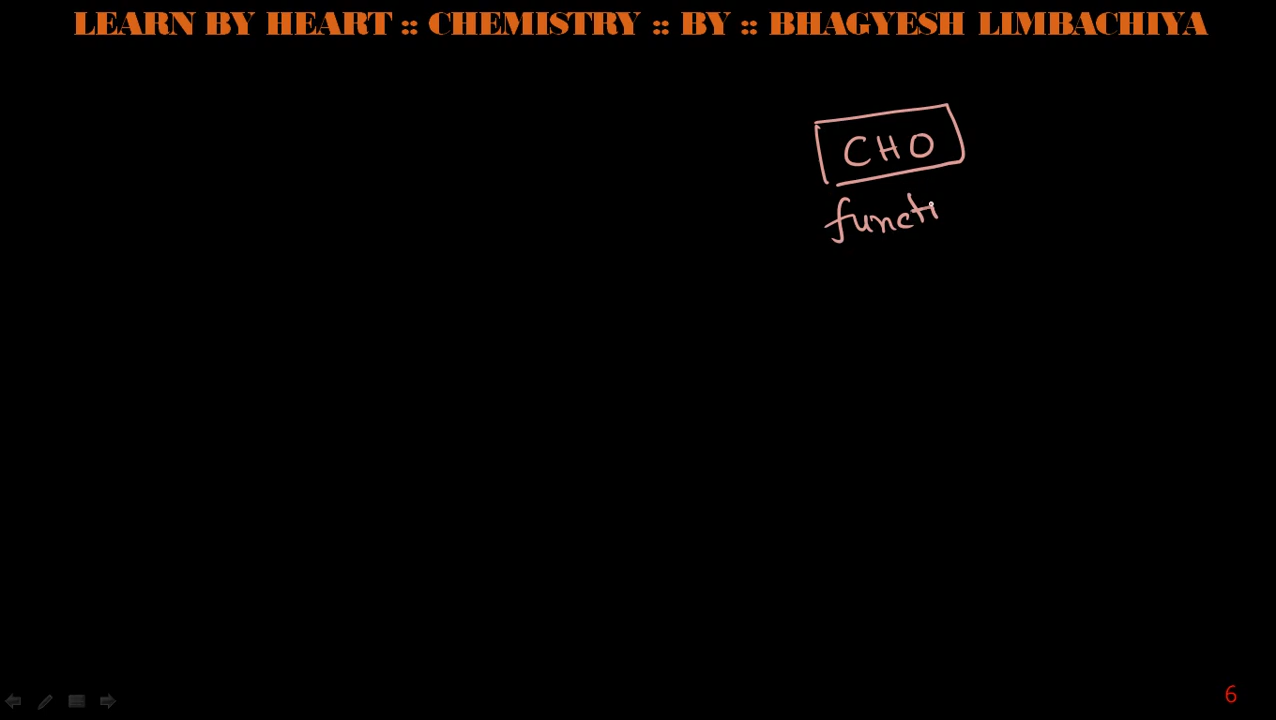 LEARN BY HEART :: CHEMISTRY :: BY :: BHAGYESH LIMBACHIYA
CHO
functi
6